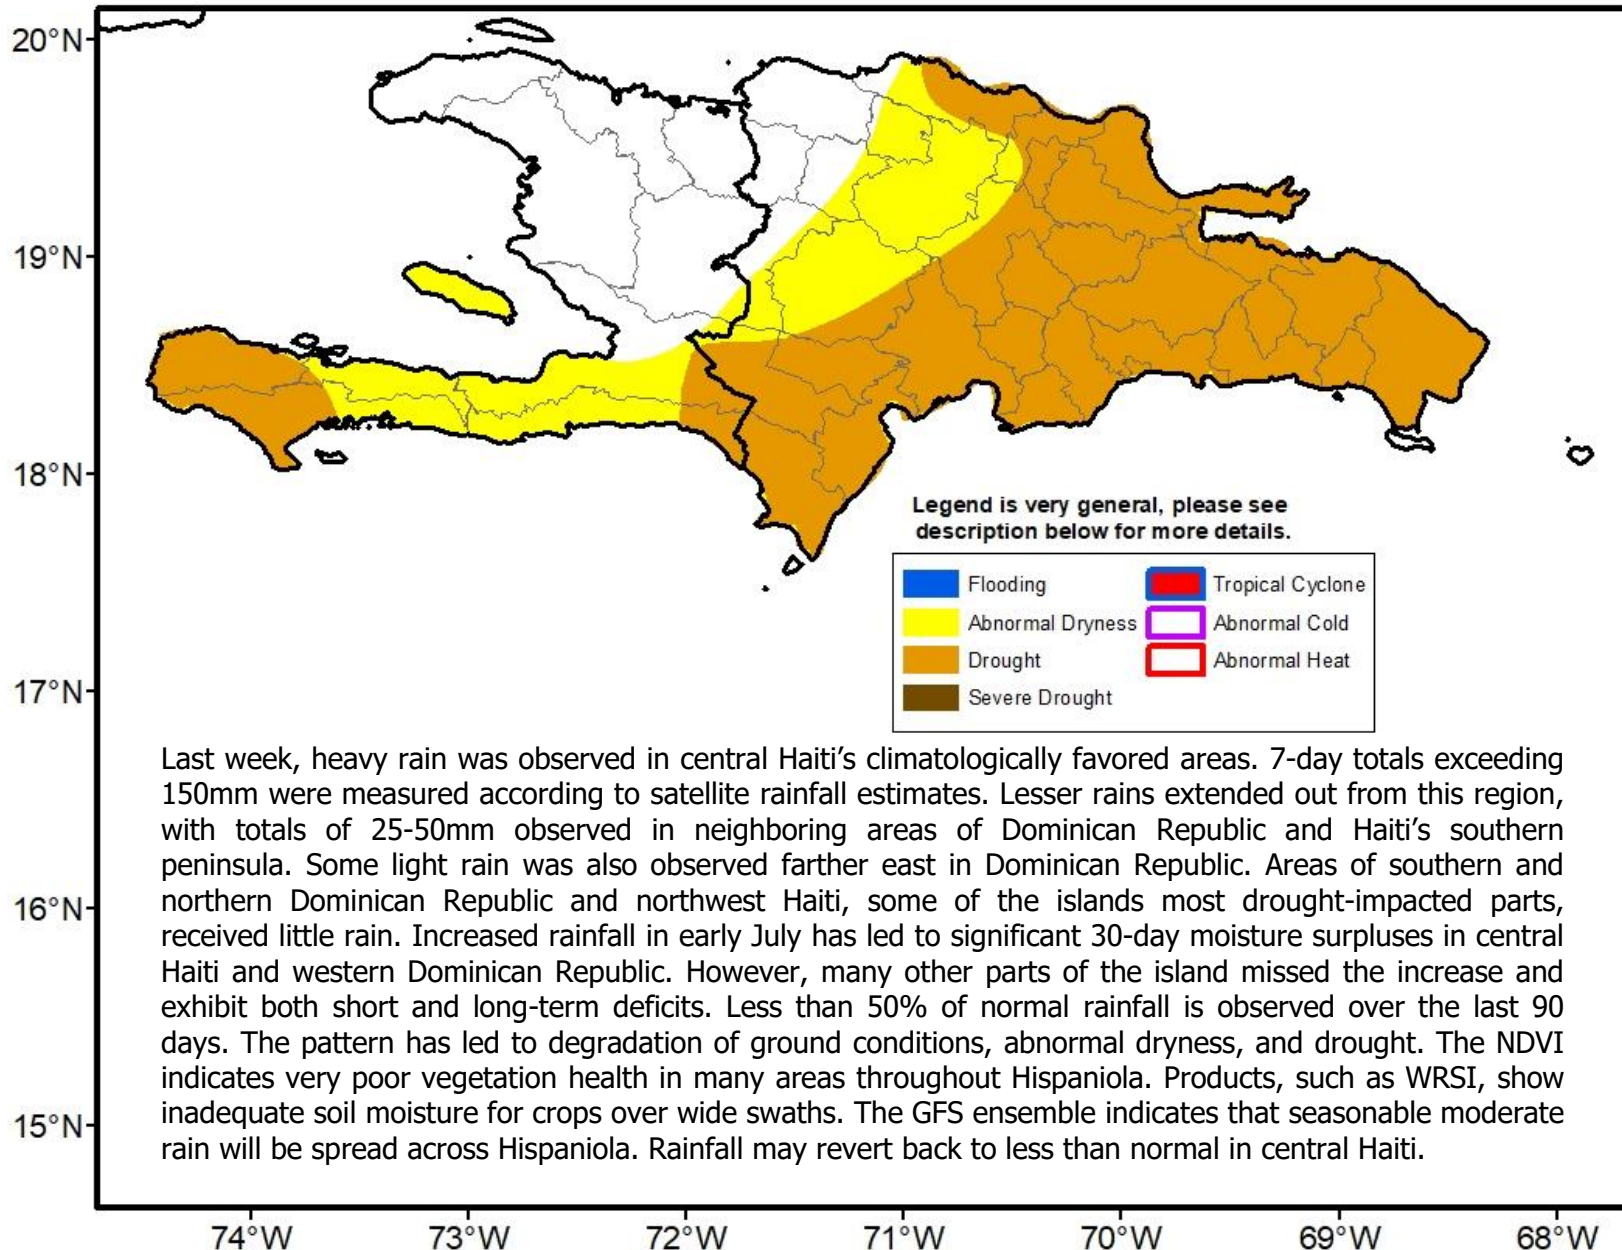 20°N
19°N
18°N
17°N
16°N
15°N
Legend is very general, please see
description below for more details.
Flooding
Tropical Cyclone
Abnormal Dryness
Abnormal Cold
Drought
Abnormal Heat
Severe Drought
Last week, heavy rain was observed in central Haiti’s climatologically favored areas. 7-day totals exceeding
150mm were measured according to satellite rainfall estimates. Lesser rains extended out from this region,
with totals of 25-50mm observed in neighboring areas of Dominican Republic and Haiti’s southern
peninsula. Some light rain was also observed farther east in Dominican Republic. Areas of southern and
northern Dominican Republic and northwest Haiti, some of the islands most drought-impacted parts,
received little rain. Increased rainfall in early July has led to significant 30-day moisture surpluses in central
Haiti and western Dominican Republic. However, many other parts of the island missed the increase and
exhibit both short and long-term deficits. Less than 50% of normal rainfall is observed over the last 90
days. The pattern has led to degradation of ground conditions, abnormal dryness, and drought. The NDVI
indicates very poor vegetation health in many areas throughout Hispaniola. Products, such as WRSI, show
inadequate soil moisture for crops over wide swaths. The GFS ensemble indicates that seasonable moderate
rain will be spread across Hispaniola. Rainfall may revert back to less than normal in central Haiti.
74°W 73°W 72°W 71°W 70°W 69°W 68°W